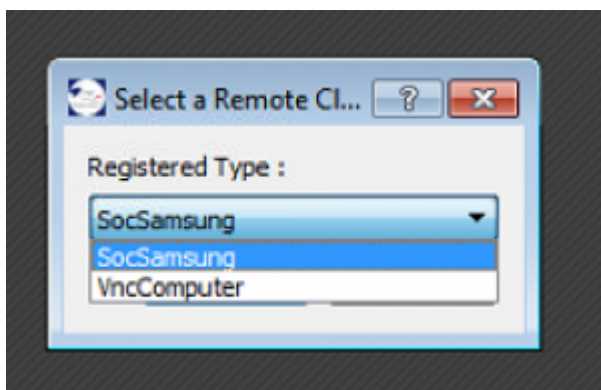 Select a Remote Cl...
Registered Type :
SocSamsung
SocSamsung
VncComputer